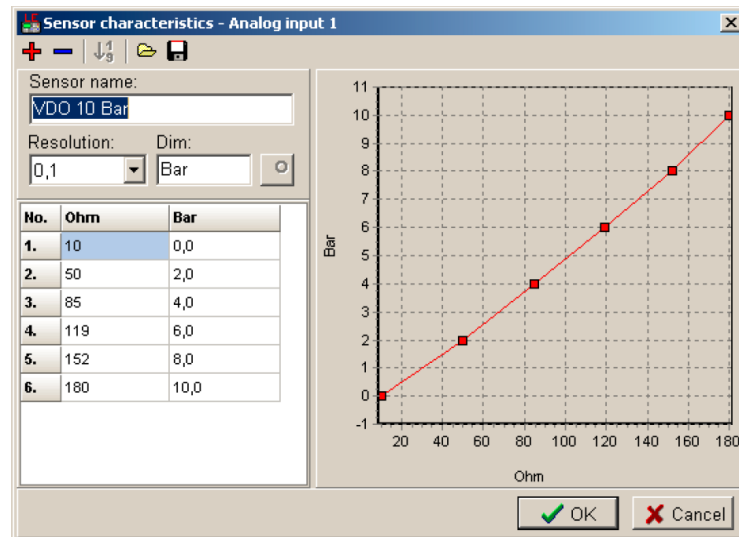 Sensor characteristics - Analog input 1
Sensor name:
VDO 10 Bar
Resolution: Dim:
0,1 Bar
No. Ohm Bar
1. 10 0,0
2. 50 2,0
3. 85 4,0
4. 119 6,0
5. 152 8,0
6. 180 10,0
11
10
9
8
7
6
5
4
3
2
1
0
-1
Bar
20 40 60 80 100 120 140 160 180
Ohm
OK Cancel